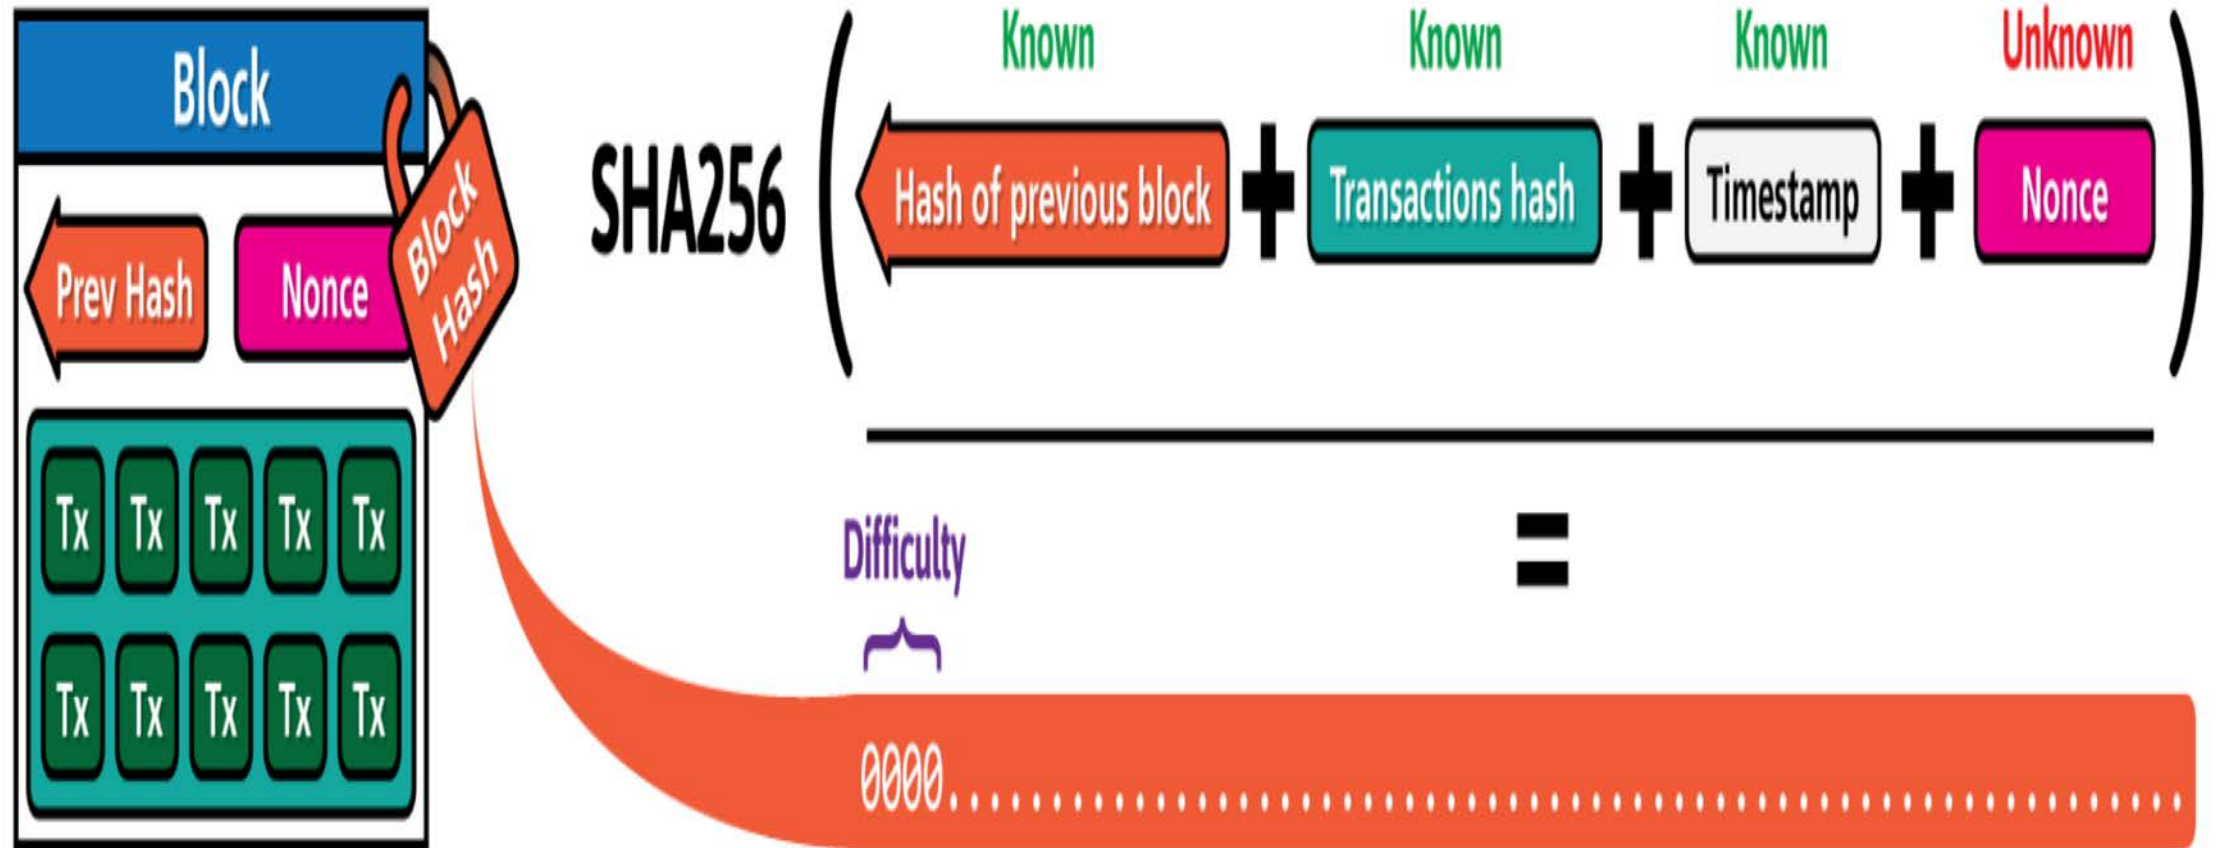 Block
Prev Hash
Nonce
Block
Hash
Tx Tx Tx Tx Tx
Tx Tx Tx Tx Tx
Known Known Known Unknown
SHA256 ( Hash of previous block + Transactions hash + Timestamp + Nonce )
=
Difficulty
0000............................................................